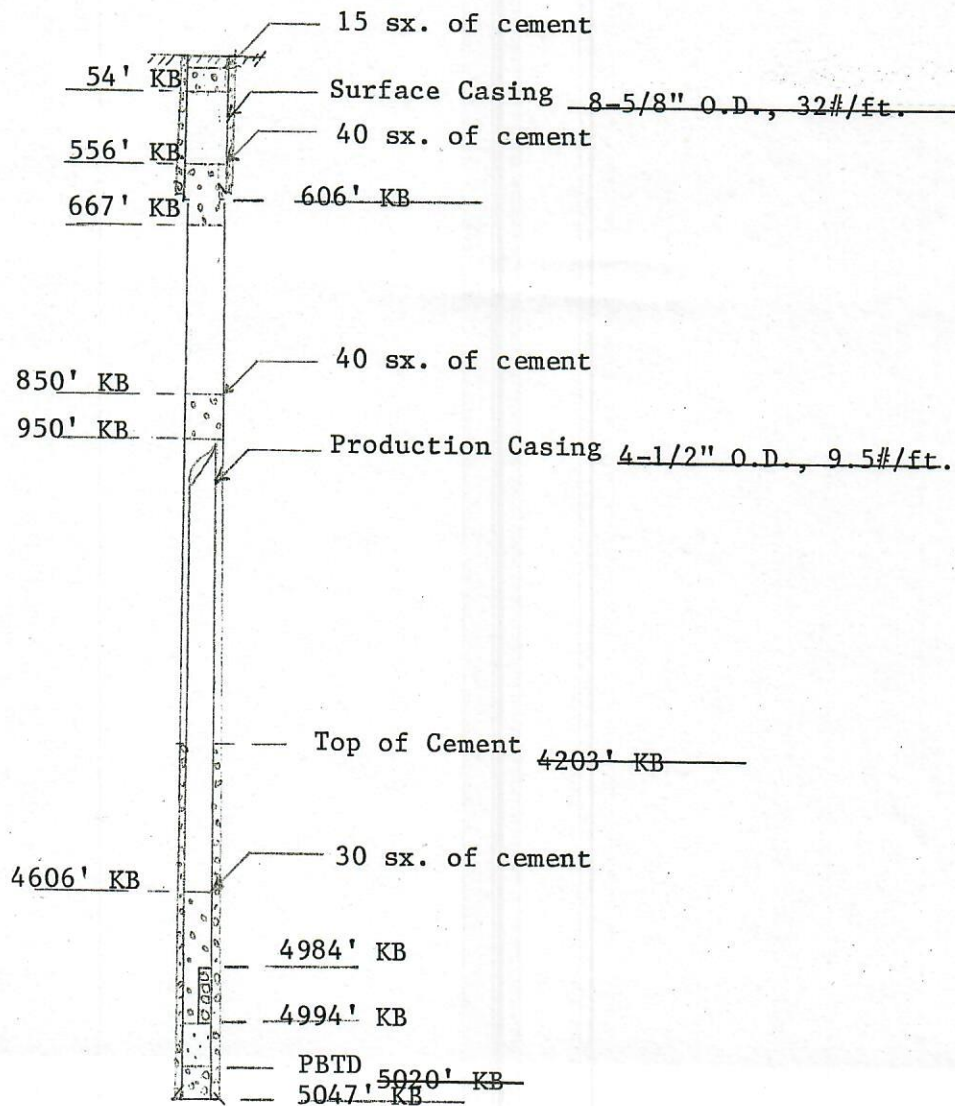 15 sx. of cement
54' KB
Surface Casing 8-5/8" O.D., 32#/ft.
40 sx. of cement
556' KB
606' KB
667' KB
40 sx. of cement
850' KB
950' KB
Production Casing 4-1/2" O.D., 9.5#/ft.
Top of Cement 4203' KB
30 sx. of cement
4606' KB
4984' KB
4994' KB
PBTD 5020' KB
5047' KB